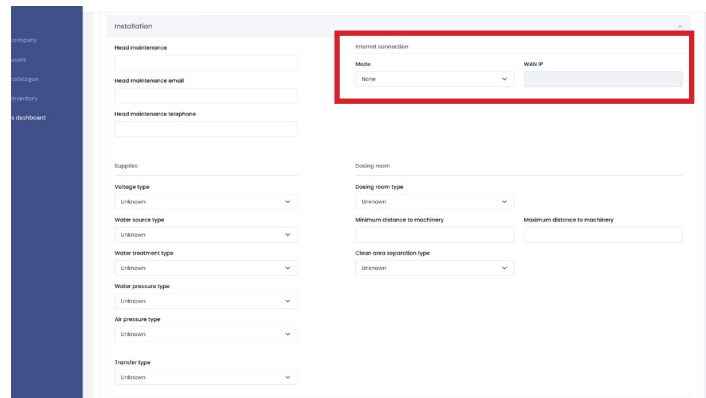 Installation
company
users
catalogue
inventory
s dashboard
Head maintenance
Head maintenance email
Head maintenance telephone
Internet connection
Mode
WAN IP
None
Supplies
Voltage type
Unknown
Water source type
Unknown
Water treatment type
Unknown
Water pressure type
Unknown
Air pressure type
Unknown
Transfer type
Unknown
Dosing room
Dosing room type
Unknown
Minimum distance to machinery
Maximum distance to machinery
Clean area separation type
Unknown